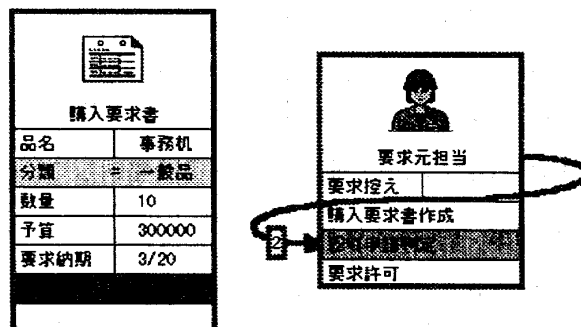 購入要求書
品名 事務机
分類 = 一般品
数量 10
予算 300000
要求納期 3/20
要求元担当
要求控え
購入要求書作成
2
要求許可